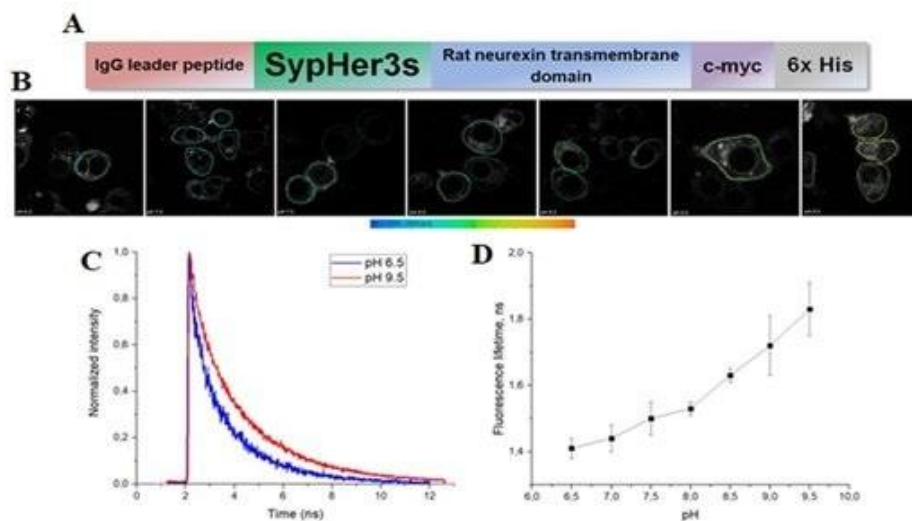 A
IgG leader peptide
SypHer3s
Rat neurexin transmembrane
domain
c-myc
6x His
B
C
Normalized intensity
1,0
0,8
0,6
0,4
0,2
0,0
0 2 4 6 8 10 12
Time (ns)
pH 6.5
pH 9.5
D
Fluorescence lifetime, ns
2,0
1,8
1,6
1,4
6,0 6,5 7,0 7,5 8,0 8,5 9,0 9,5 10,0
pH